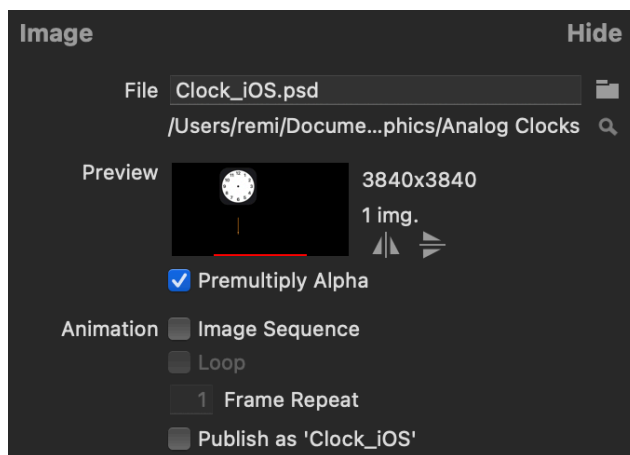 Image Hide
File Clock_iOS.psd
/Users/remi/Docume...phics/Analog Clocks
Preview 3840x3840
1 img.
Premultiply Alpha
Animation Image Sequence
Loop
1 Frame Repeat
Publish as 'Clock_iOS'